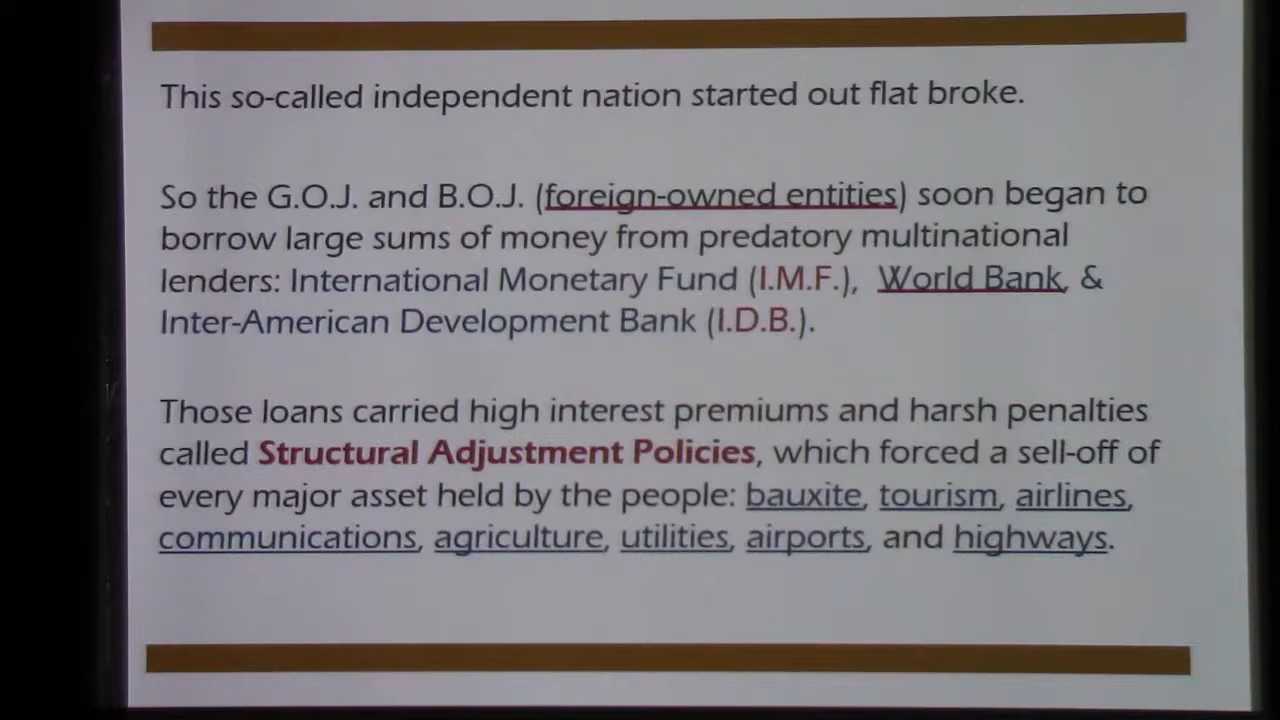 This so-called independent nation started out flat broke.
So the G.O.J. and B.O.J. (foreign-owned entities) soon began to
borrow large sums of money from predatory multinational
lenders: International Monetary Fund (I.M.F.), World Bank, &
Inter-American Development Bank (I.D.B.).
Those loans carried high interest premiums and harsh penalties
called Structural Adjustment Policies, which forced a sell-off of
every major asset held by the people: bauxite, tourism, airlines,
communications, agriculture, utilities, airports, and highways.